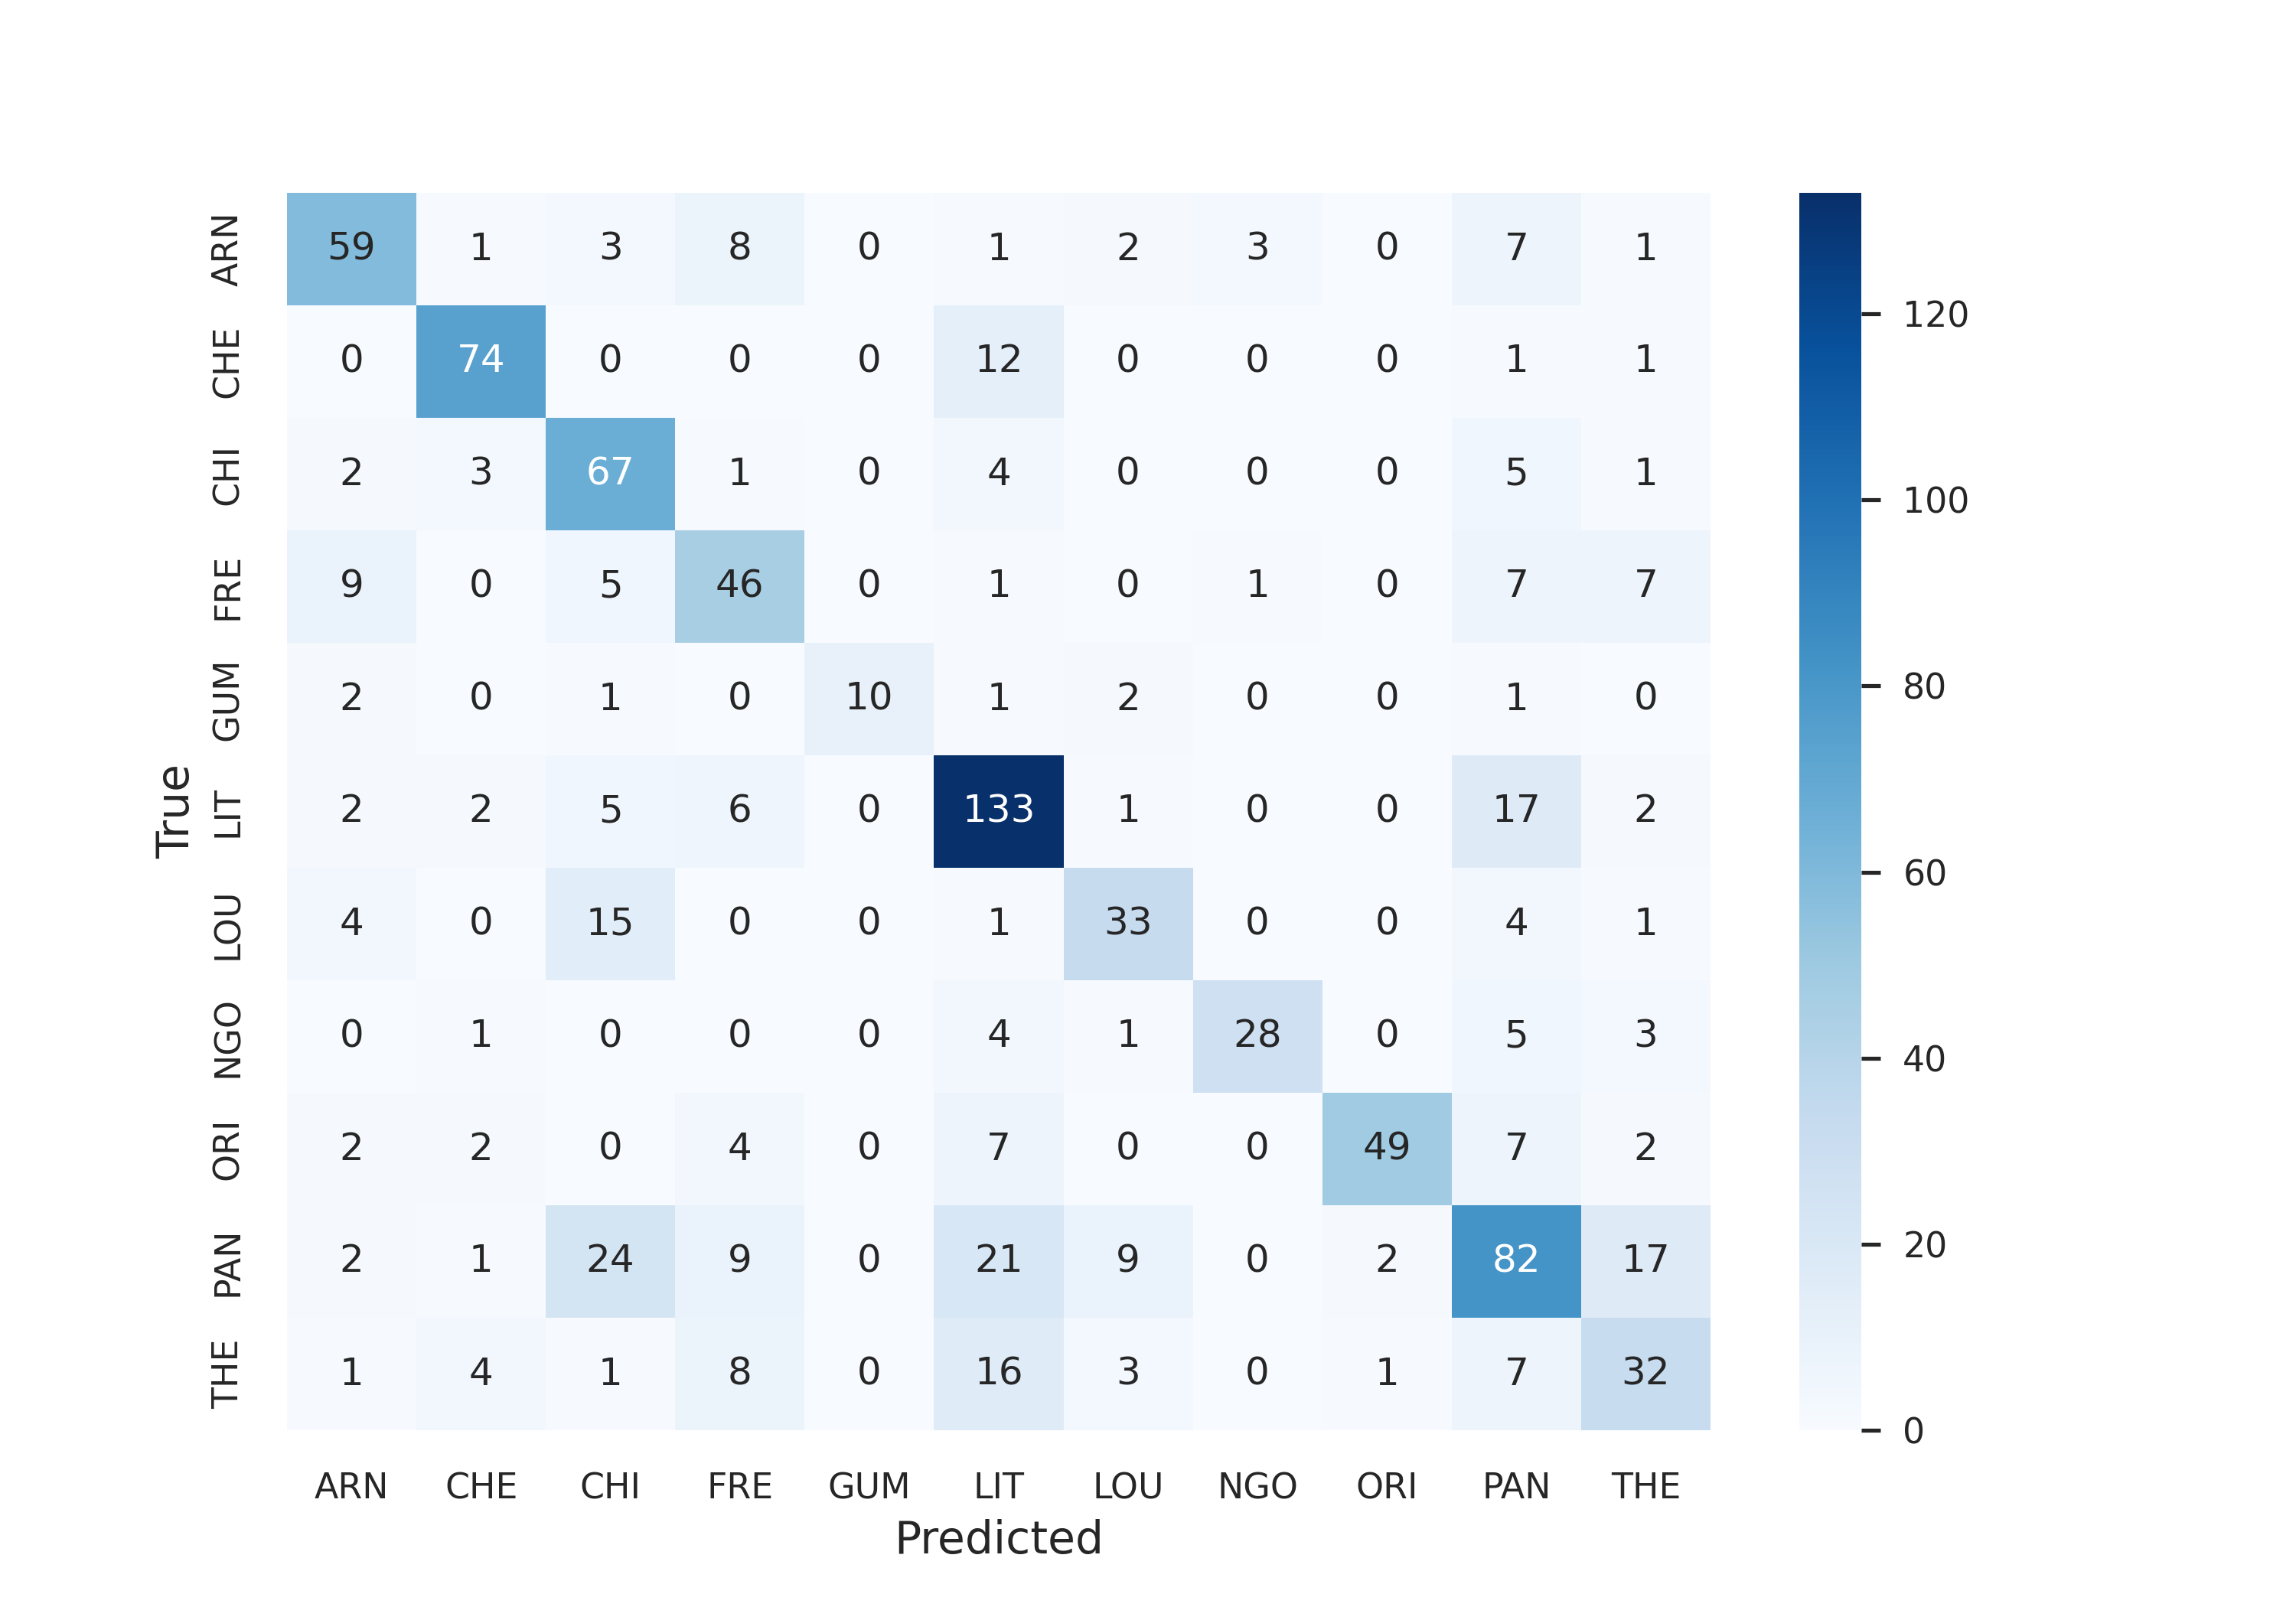 ARN 59 1 3 8 0 1 2 3 0 7 1
CHE 0 74 0 0 0 12 0 0 0 1 1
CHI 2 3 67 1 0 4 0 0 0 5 1
FRE 9 0 5 46 0 1 0 1 0 7 7
GUM 2 0 1 0 10 1 2 0 0 1 0
LIT 2 2 5 6 0 133 1 0 0 17 2
LOU 4 0 15 0 0 1 33 0 0 4 1
NGO 0 1 0 0 0 4 1 28 0 5 3
ORI 2 2 0 4 0 7 0 0 49 7 2
PAN 2 1 24 9 0 21 9 0 2 82 17
THE 1 4 1 8 0 16 3 0 1 7 32
ARN CHE CHI FRE GUM LIT LOU NGO ORI PAN THE
Predicted
True
120
100
80
60
40
20
0